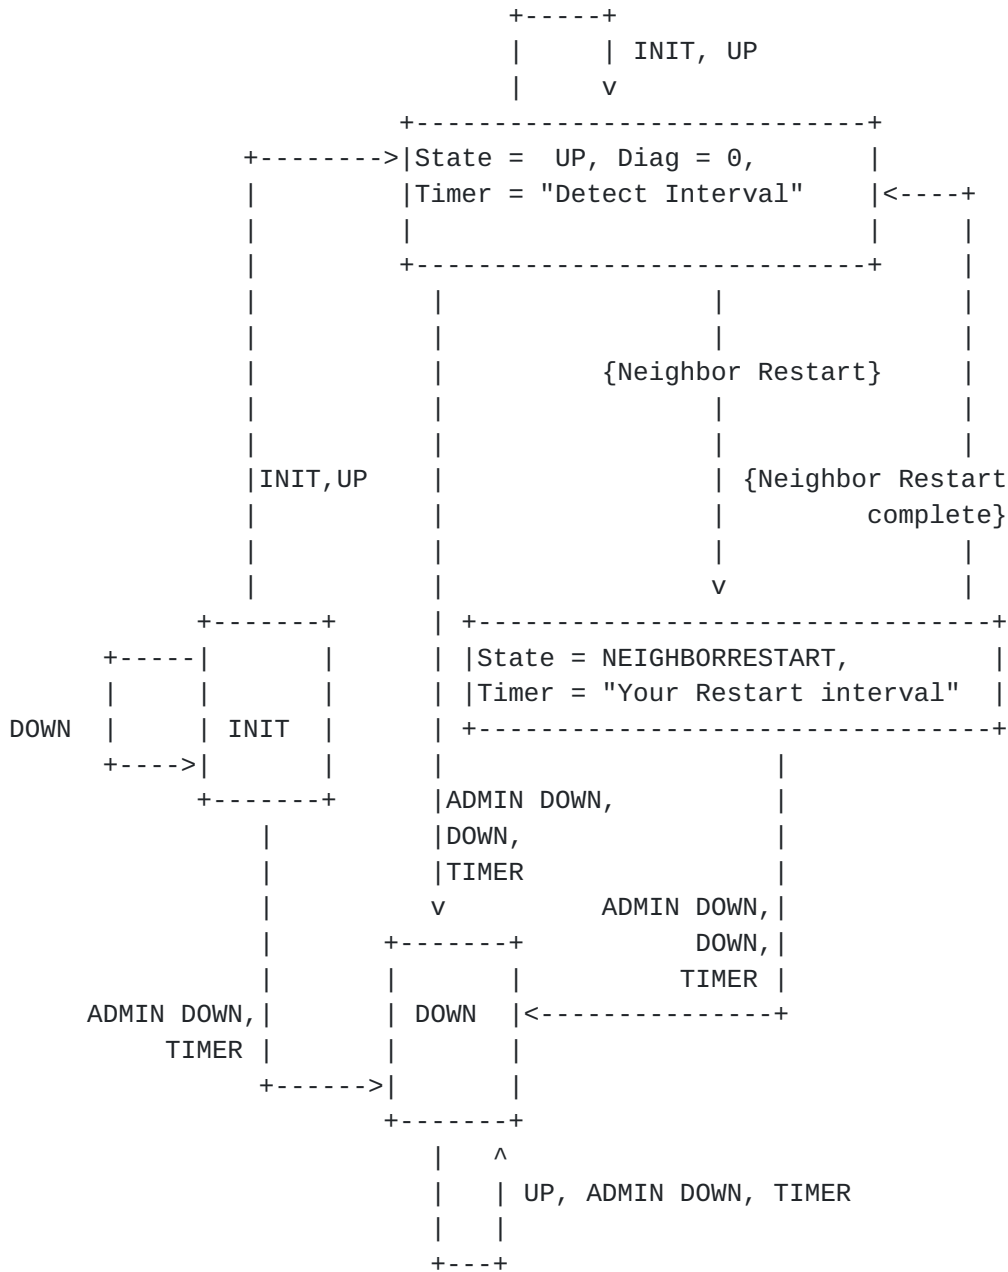 INIT, UP
State =  UP, Diag = 0,
Timer = "Detect Interval"
{Neighbor Restart}
INIT,UP
{Neighbor Restart
complete}
State = NEIGHBORRESTART,
Timer = "Your Restart interval"
DOWN
INIT
ADMIN DOWN,
DOWN,
TIMER
ADMIN DOWN,
DOWN,
TIMER
ADMIN DOWN,
TIMER
DOWN
UP, ADMIN DOWN, TIMER